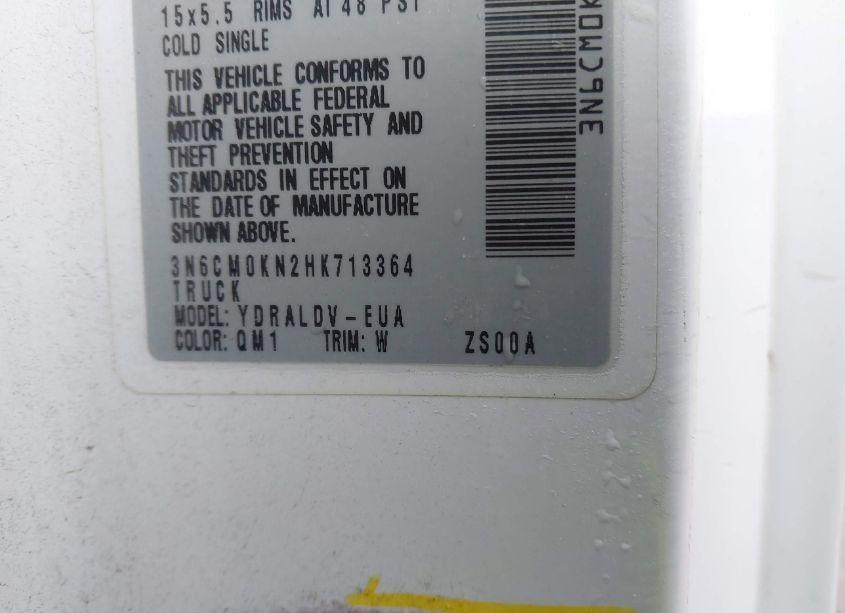 15x5.5 RIMS AT 48 PSI
COLD SINGLE
THIS VEHICLE CONFORMS TO
ALL APPLICABLE FEDERAL
MOTOR VEHICLE SAFETY AND
THEFT PREVENTION
STANDARDS IN EFFECT ON
THE DATE OF MANUFACTURE
SHOWN ABOVE.
3N6CM0KN2HK713364
TRUCK
MODEL: YDRALDV-EUA
COLOR: QM1 TRIM: W ZS00A
3N6CM0K